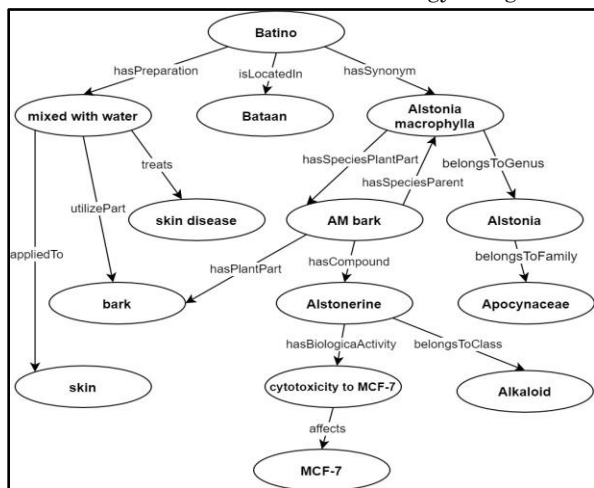 Batino
hasPreparation
isLocatedIn
hasSynonym
mixed with water
Bataan
Alstonia
macrophylla
hasSpeciesPlantPart
hasSpeciesParent
belongsToGenus
treats
utilizePart
skin disease
AM bark
Alstonia
appliedTo
hasPlantPart
hasCompound
belongsToFamily
bark
Alstonerine
Apocynaceae
hasBiologicaActivity
belongsToClass
skin
cytotoxicity to MCF-7
Alkaloid
affects
MCF-7